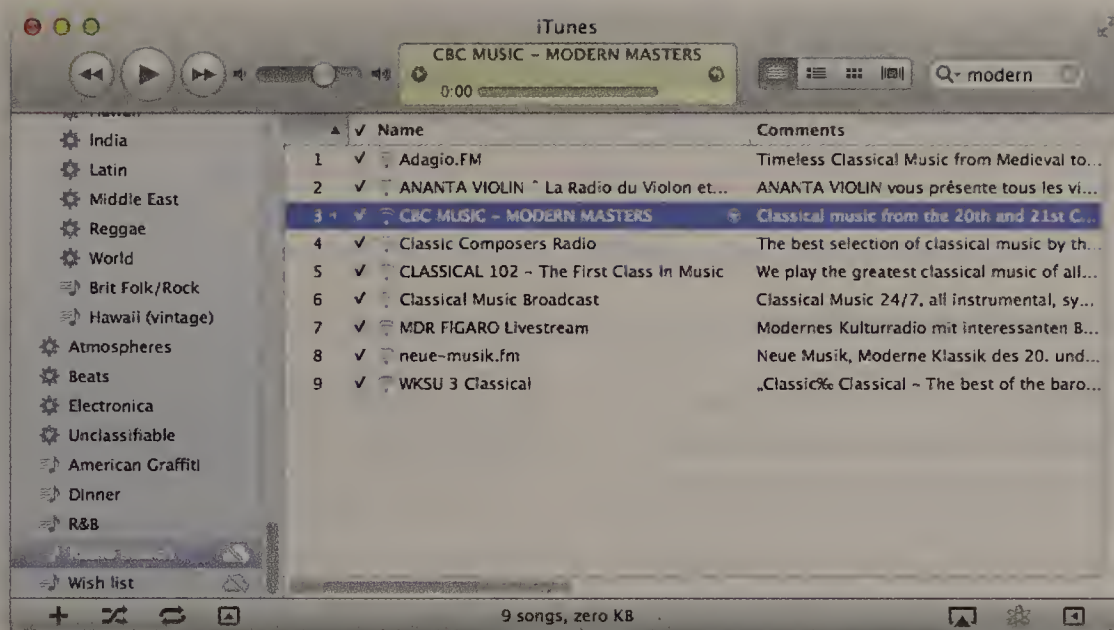 iTunes
CBC MUSIC – MODERN MASTERS
0:00
modern
India
Latin
Middle East
Reggae
World
Brit Folk/Rock
Hawaii (vintage)
Atmospheres
Beats
Electronica
Unclassifiable
American Graffiti
Dinner
R&B
Wish list
✓ Name Comments
1 ✓ Adagio.FM Timeless Classical Music from Medieval to...
2 ✓ ANANTA VIOLIN ˆ La Radio du Violon et... ANANTA VIOLIN vous présente tous les vi...
3 ✓ CBC MUSIC – MODERN MASTERS Classical music from the 20th and 21st C...
4 ✓ Classic Composers Radio The best selection of classical music by th...
5 ✓ CLASSICAL 102 – The First Class In Music We play the greatest classical music of all...
6 ✓ Classical Music Broadcast Classical Music 24/7, all instrumental, sy...
7 ✓ MDR FIGARO Livestream Modernes Kulturradio mit interessanten B...
8 ✓ neue-musik.fm Neue Musik, Moderne Klassik des 20. und...
9 ✓ WKSU 3 Classical „Classic‰ Classical – The best of the baro...
9 songs, zero KB